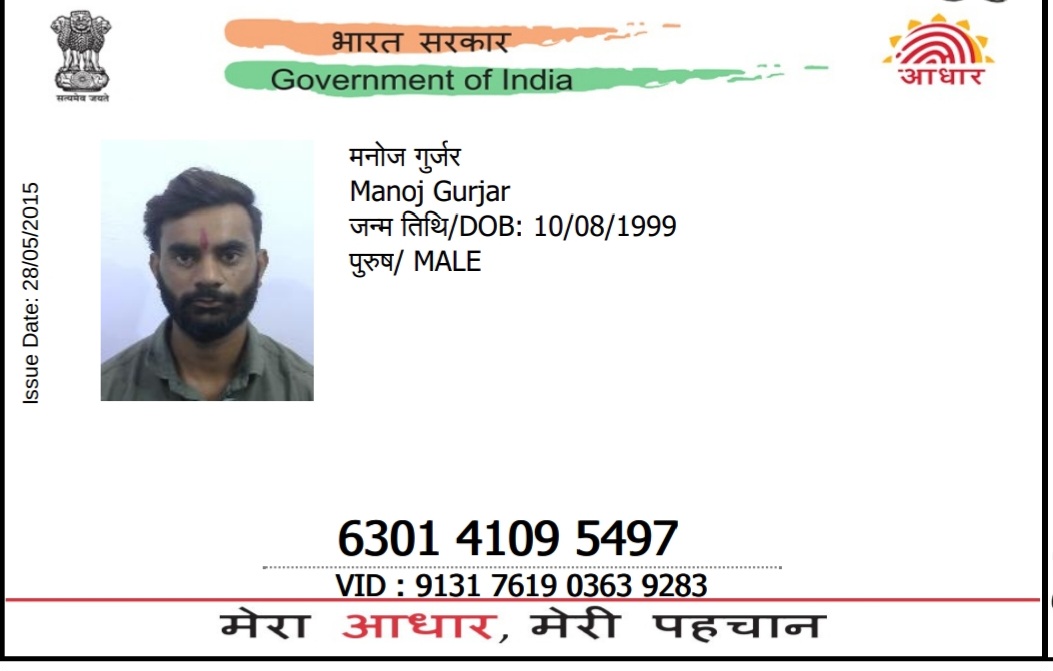 भारत सरकार
Government of India
सत्यमेव जयते
आधार
Issue Date: 28/05/2015
मनोज गुर्जर
Manoj Gurjar
जन्म तिथि/DOB: 10/08/1999
पुरुष/ MALE
6301 4109 5497
VID : 9131 7619 0363 9283
मेरा आधार, मेरी पहचान